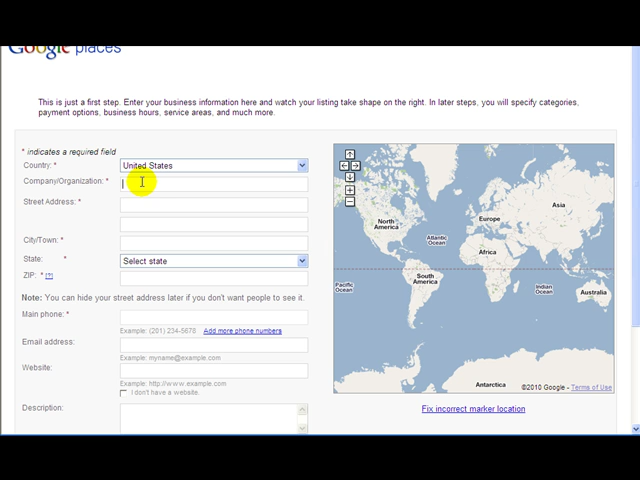 Google places
This is just a first step. Enter your business information here and watch your listing take shape on the right. In later steps, you will specify categories,
payment options, business hours, service areas, and much more.
* indicates a required field
Country: * United States
Company/Organization: *
Street Address: *
City/Town: *
State: * Select state
ZIP: * [?]
Note: You can hide your street address later if you don't want people to see it.
Main phone: *
Example: (201) 234-5678 Add more phone numbers
Email address:
Example: myname@example.com
Website:
Example: http://www.example.com
I don't have a website.
Description:
North
America
Atlantic
Ocean
Europe
Asia
Africa
Pacific
Ocean
South
America
Indian
Ocean
Australia
Antarctica
©2010 Google - Terms of Use
Fix incorrect marker location